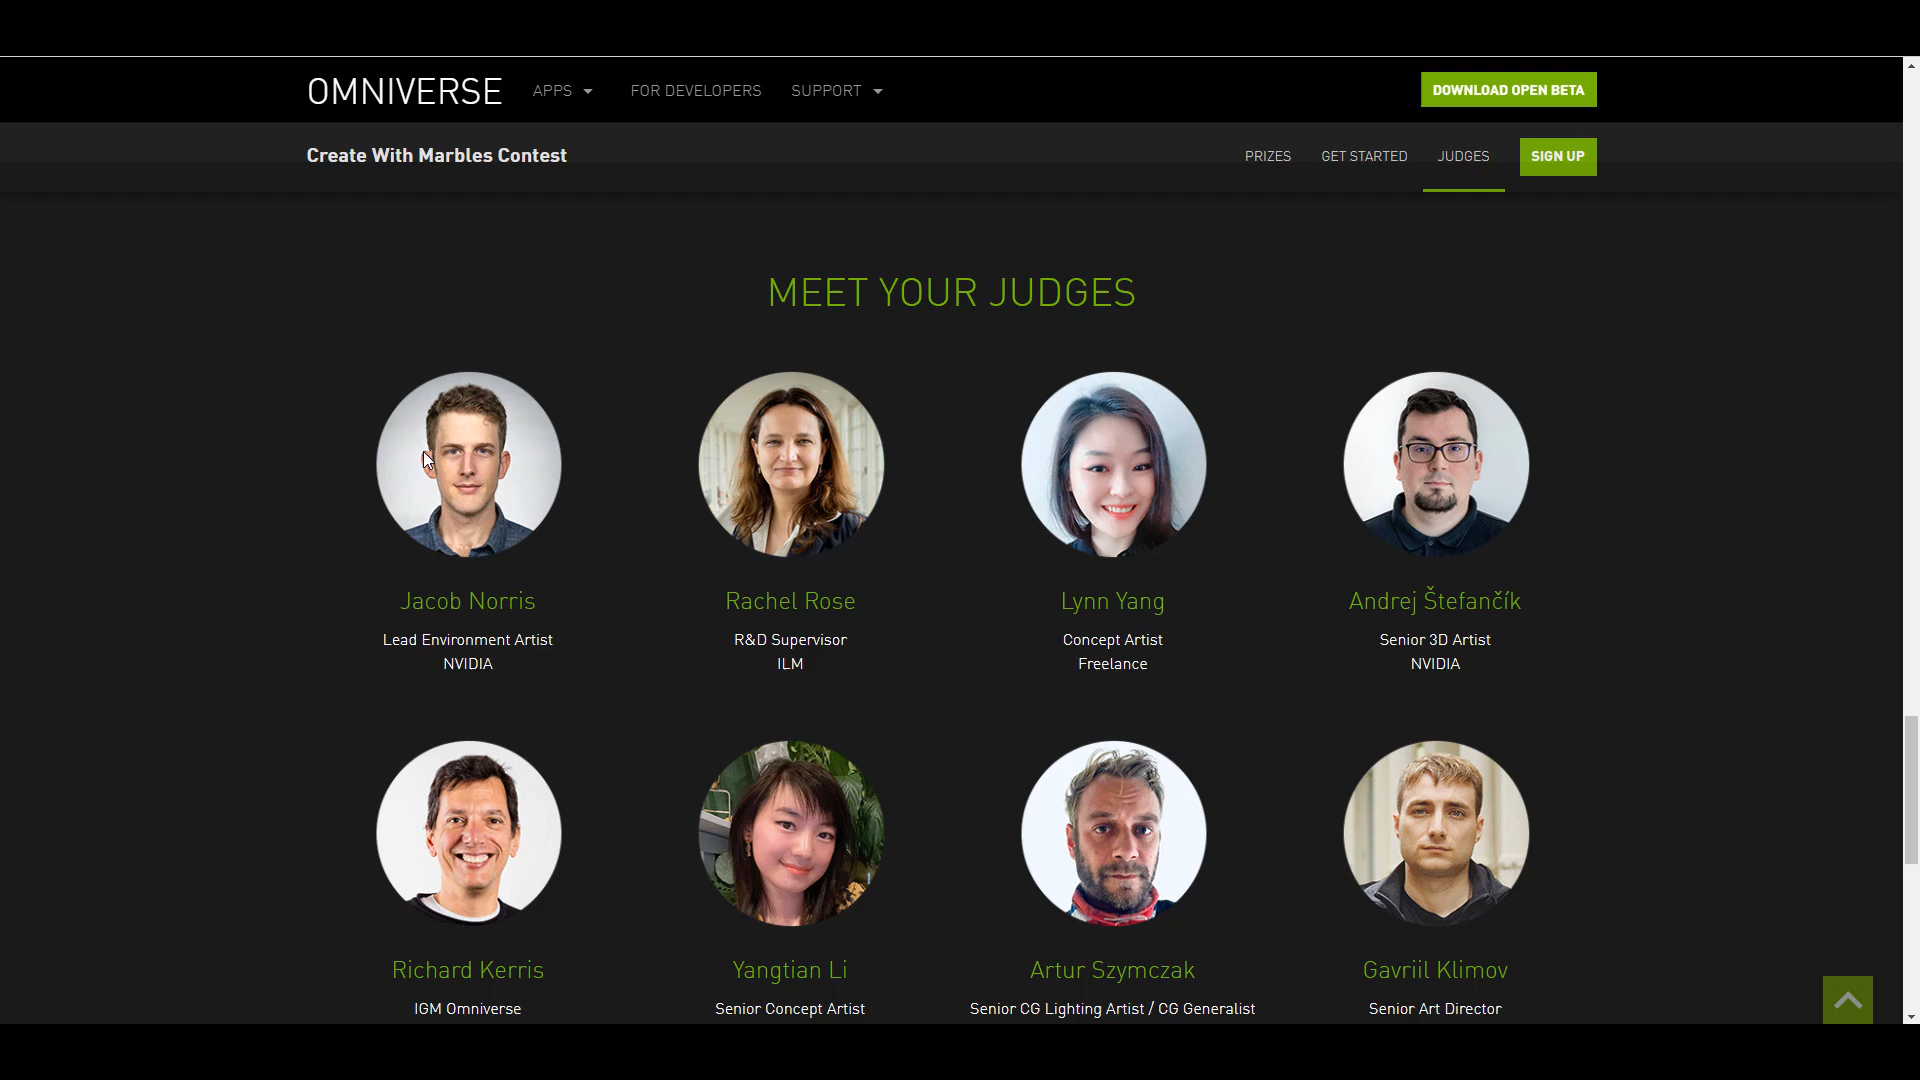 OMNIVERSE APPS FOR DEVELOPERS SUPPORT DOWNLOAD OPEN BETA
Create With Marbles Contest PRIZES GET STARTED JUDGES SIGN UP
MEET YOUR JUDGES
Jacob Norris
Lead Environment Artist
NVIDIA
Rachel Rose
R&D Supervisor
ILM
Lynn Yang
Concept Artist
Freelance
Andrej Štefančík
Senior 3D Artist
NVIDIA
Richard Kerris
IGM Omniverse
Yangtian Li
Senior Concept Artist
Artur Szymczak
Senior CG Lighting Artist / CG Generalist
Gavriil Klimov
Senior Art Director